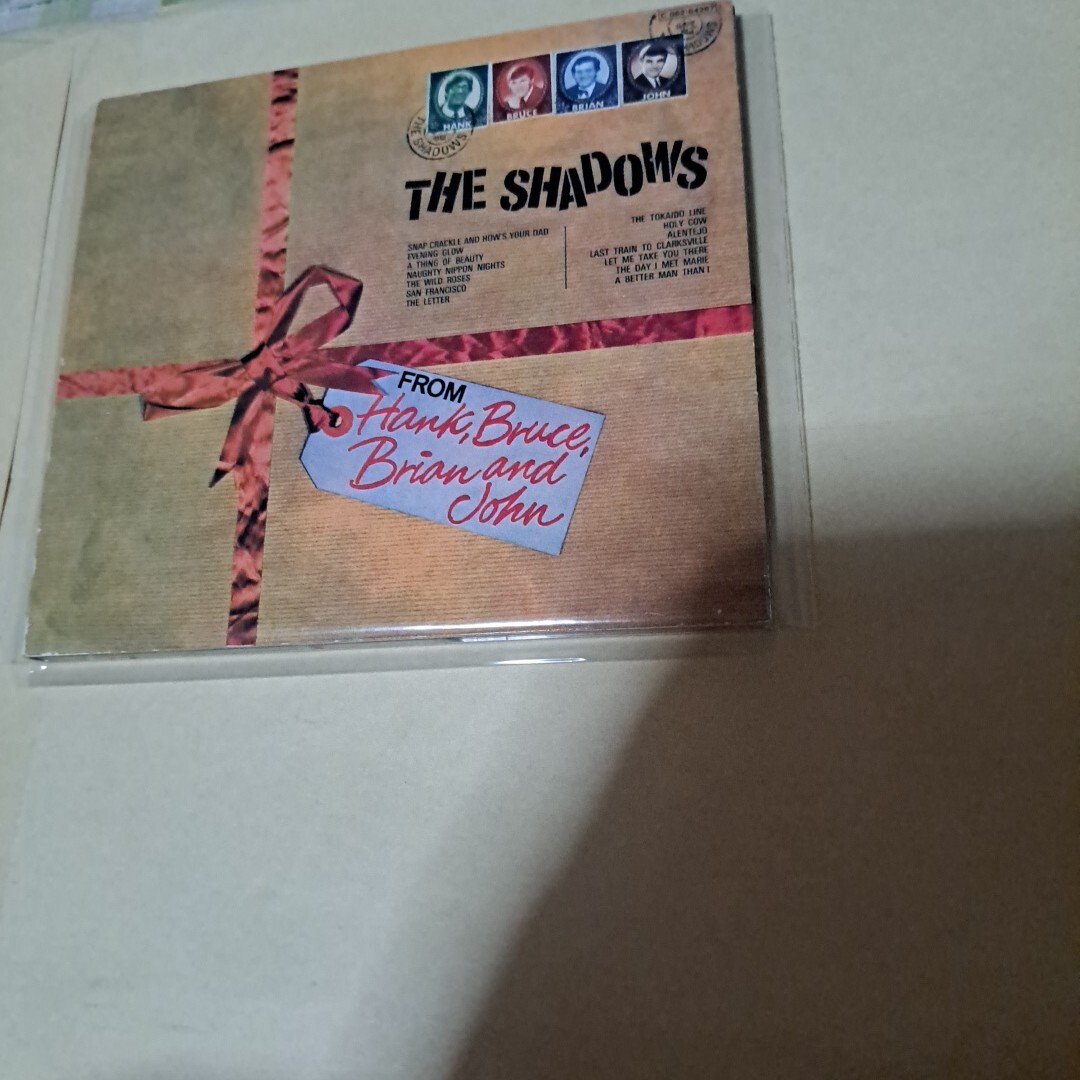 HANK
BRUCE
BRIAN
JOHN
THE SHADOWS
THE SHADOWS
SNAP, CRACKLE AND HOW'S YOUR DAD
EVENING GLOW
A THING OF BEAUTY
NAUGHTY NIPPON NIGHTS
THE WILD ROSES
SAN FRANCISCO
THE LETTER
THE TOKAIDO LINE
HOLY COW
ALENTEJO
LAST TRAIN TO CLARKSVILLE
LET ME TAKE YOU THERE
THE DAY I MET MARIE
A BETTER MAN THAN I
FROM
Hank, Bruce,
Brian and
John